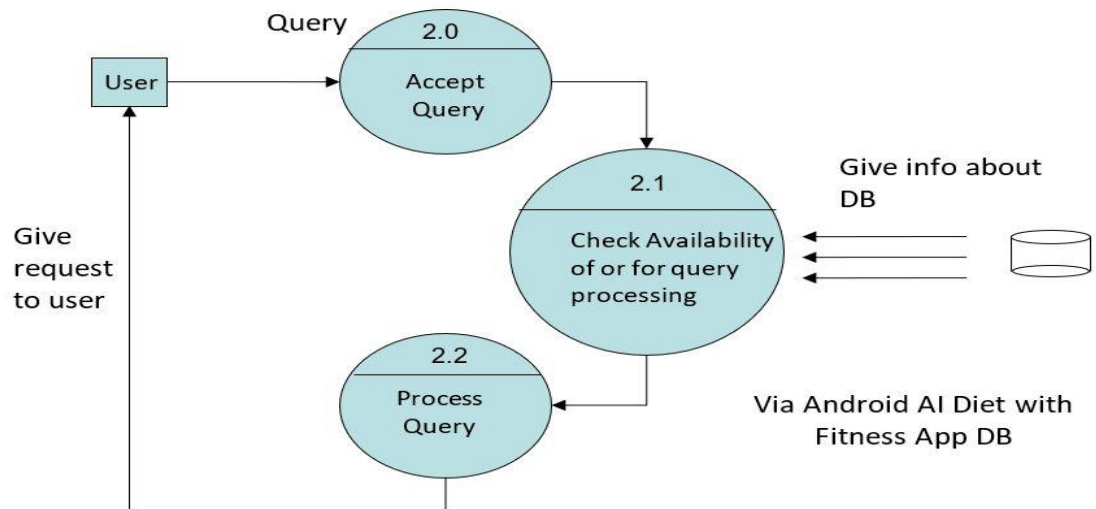 Query
2.0
Accept
Query
User
2.1
Check Availability
of or for query
processing
Give info about
DB
Give
request
to user
2.2
Process
Query
Via Android AI Diet with
Fitness App DB